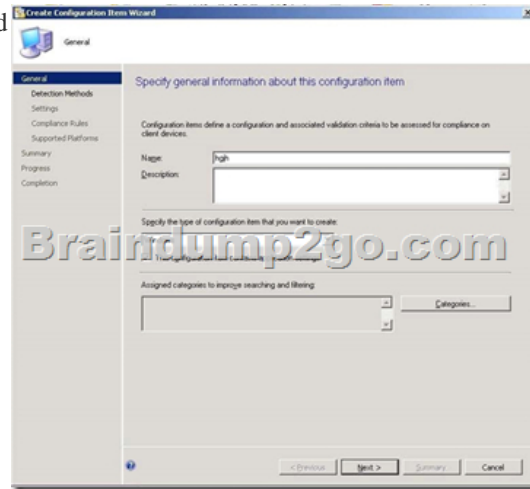 d
Create Configuration Item Wizard
General
General
Detection Methods
Settings
Compliance Rules
Supported Platforms
Summary
Progress
Completion
Specify general information about this configuration item
Configuration items define a configuration and associated validation criteria to be assessed for compliance on
client devices.
Name:
hgjh
Description:
Specify the type of configuration item that you want to create:
Braindump2go.com
Assigned categories to improve searching and filtering:
Categories...
< Previous
Next >
Summary
Cancel